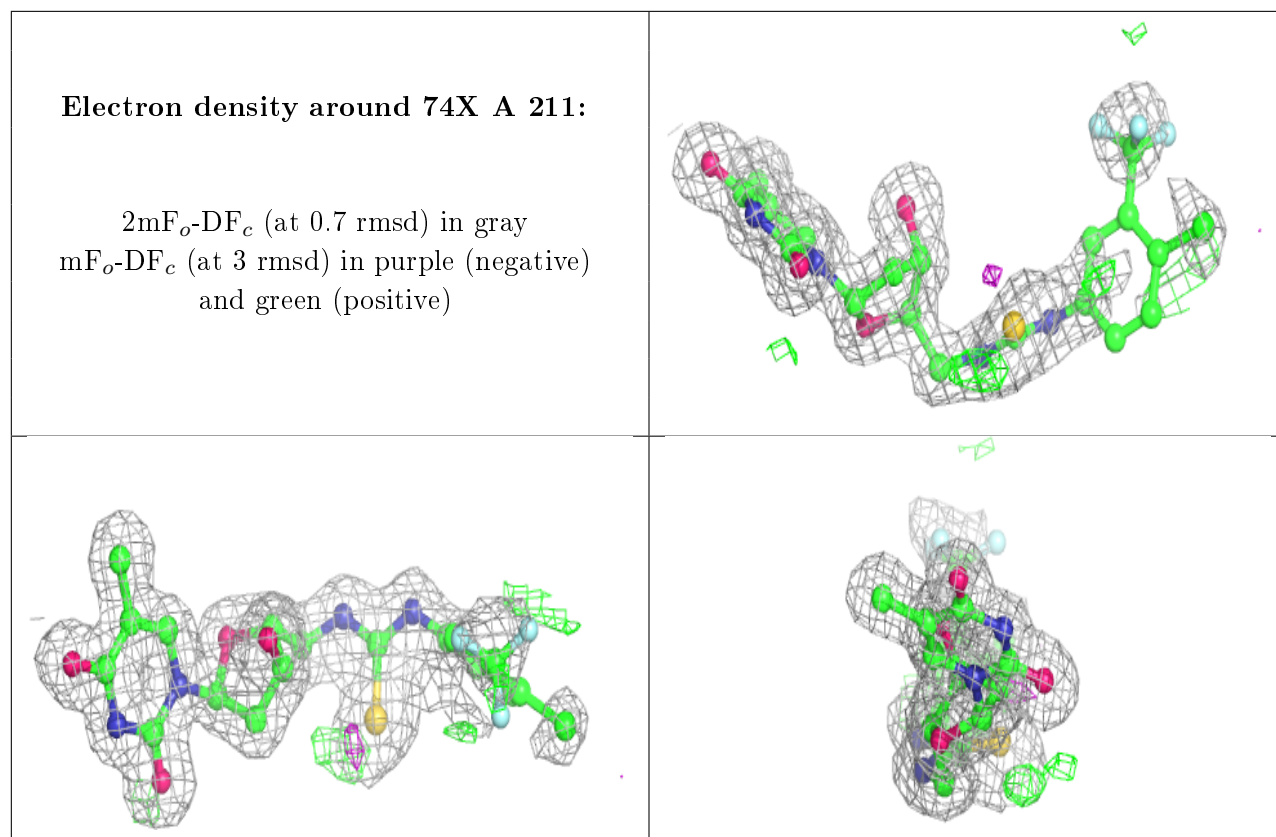 Electron density around 74X A 211:
2mFo-DFc (at 0.7 rmsd) in gray
mFo-DFc (at 3 rmsd) in purple (negative)
and green (positive)